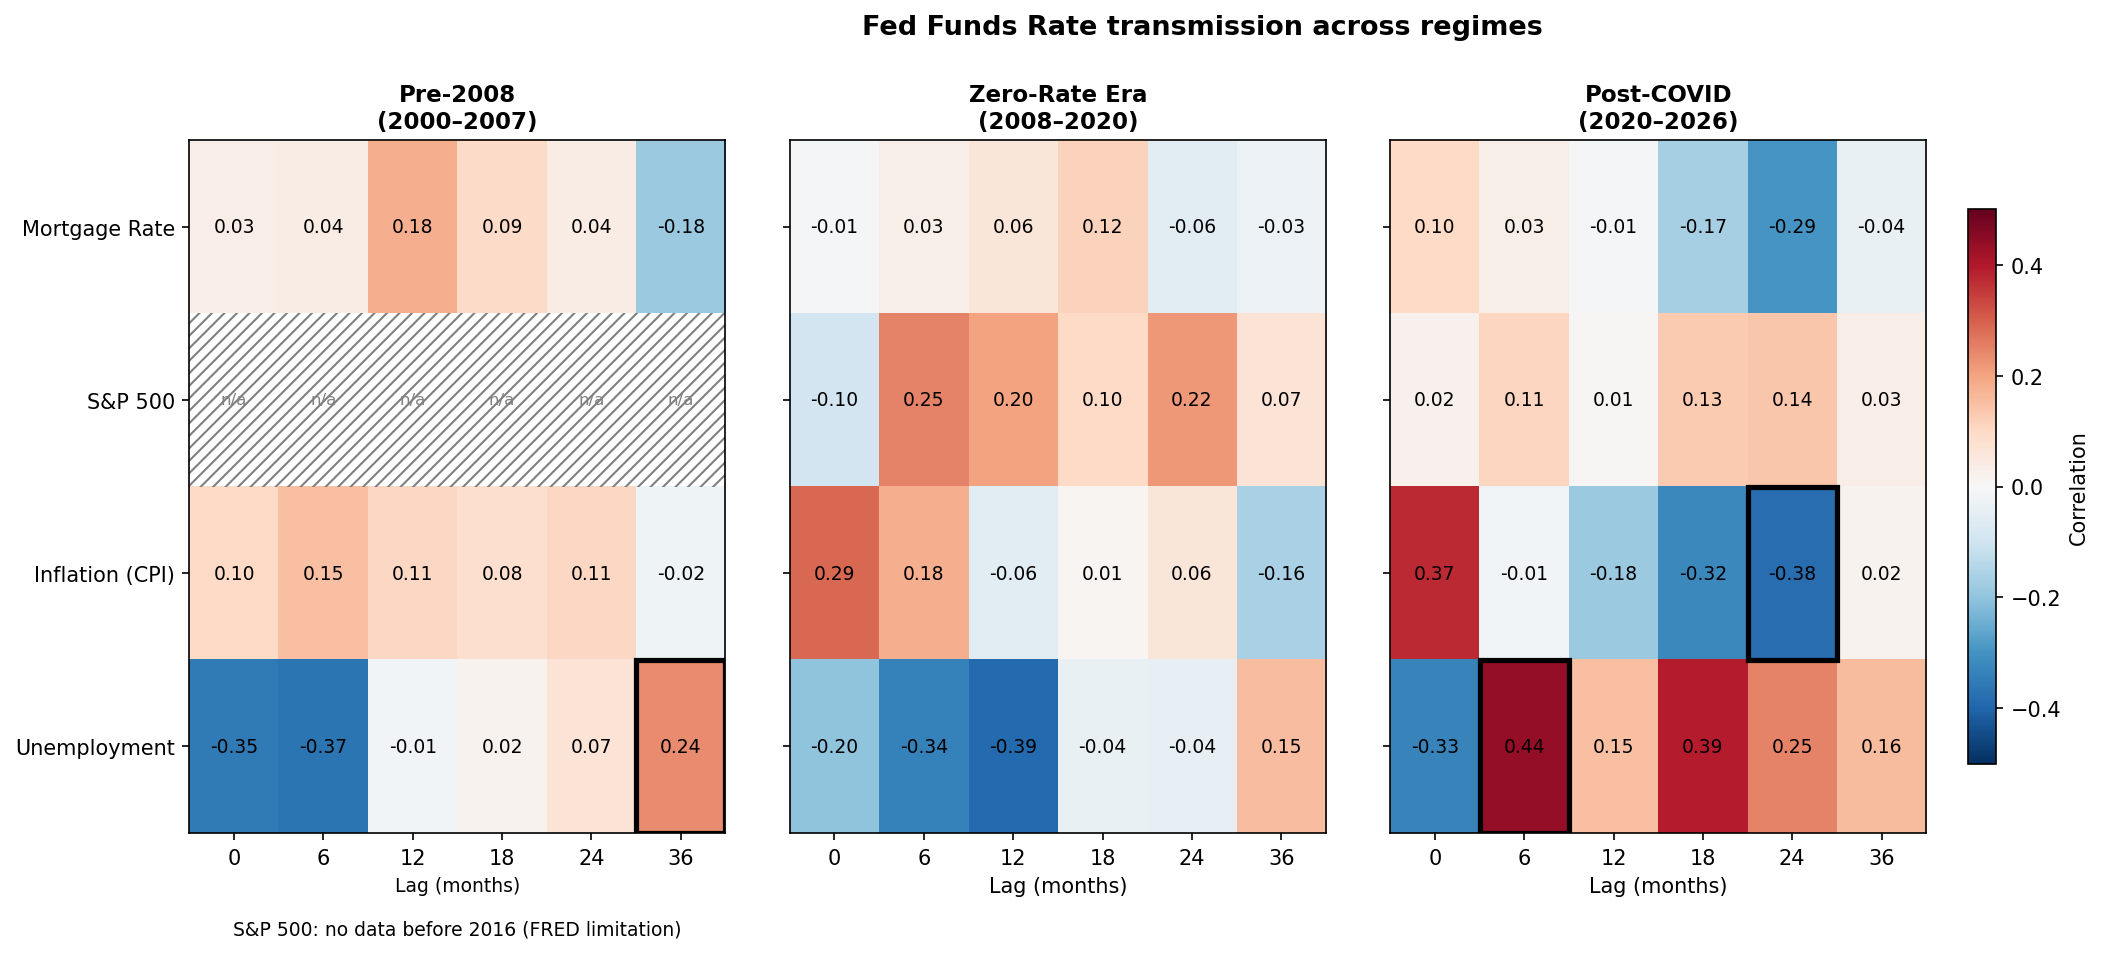 Fed Funds Rate transmission across regimes
Pre-2008
(2000–2007)
Zero-Rate Era
(2008–2020)
Post-COVID
(2020–2026)
Mortgage Rate
0.03 0.04 0.18 0.09 0.04 -0.18
-0.01 0.03 0.06 0.12 -0.06 -0.03
0.10 0.03 -0.01 -0.17 -0.29 -0.04
S&P 500
n/a n/a n/a n/a n/a n/a
-0.10 0.25 0.20 0.10 0.22 0.07
0.02 0.11 0.01 0.13 0.14 0.03
Inflation (CPI)
0.10 0.15 0.11 0.08 0.11 -0.02
0.29 0.18 -0.06 0.01 0.06 -0.16
0.37 -0.01 -0.18 -0.32 -0.38 0.02
Unemployment
-0.35 -0.37 -0.01 0.02 0.07 0.24
-0.20 -0.34 -0.39 -0.04 -0.04 0.15
-0.33 0.44 0.15 0.39 0.25 0.16
0 6 12 18 24 36
0 6 12 18 24 36
0 6 12 18 24 36
Lag (months)
Lag (months)
Lag (months)
S&P 500: no data before 2016 (FRED limitation)
0.4
0.2
0.0
−0.2
−0.4
Correlation